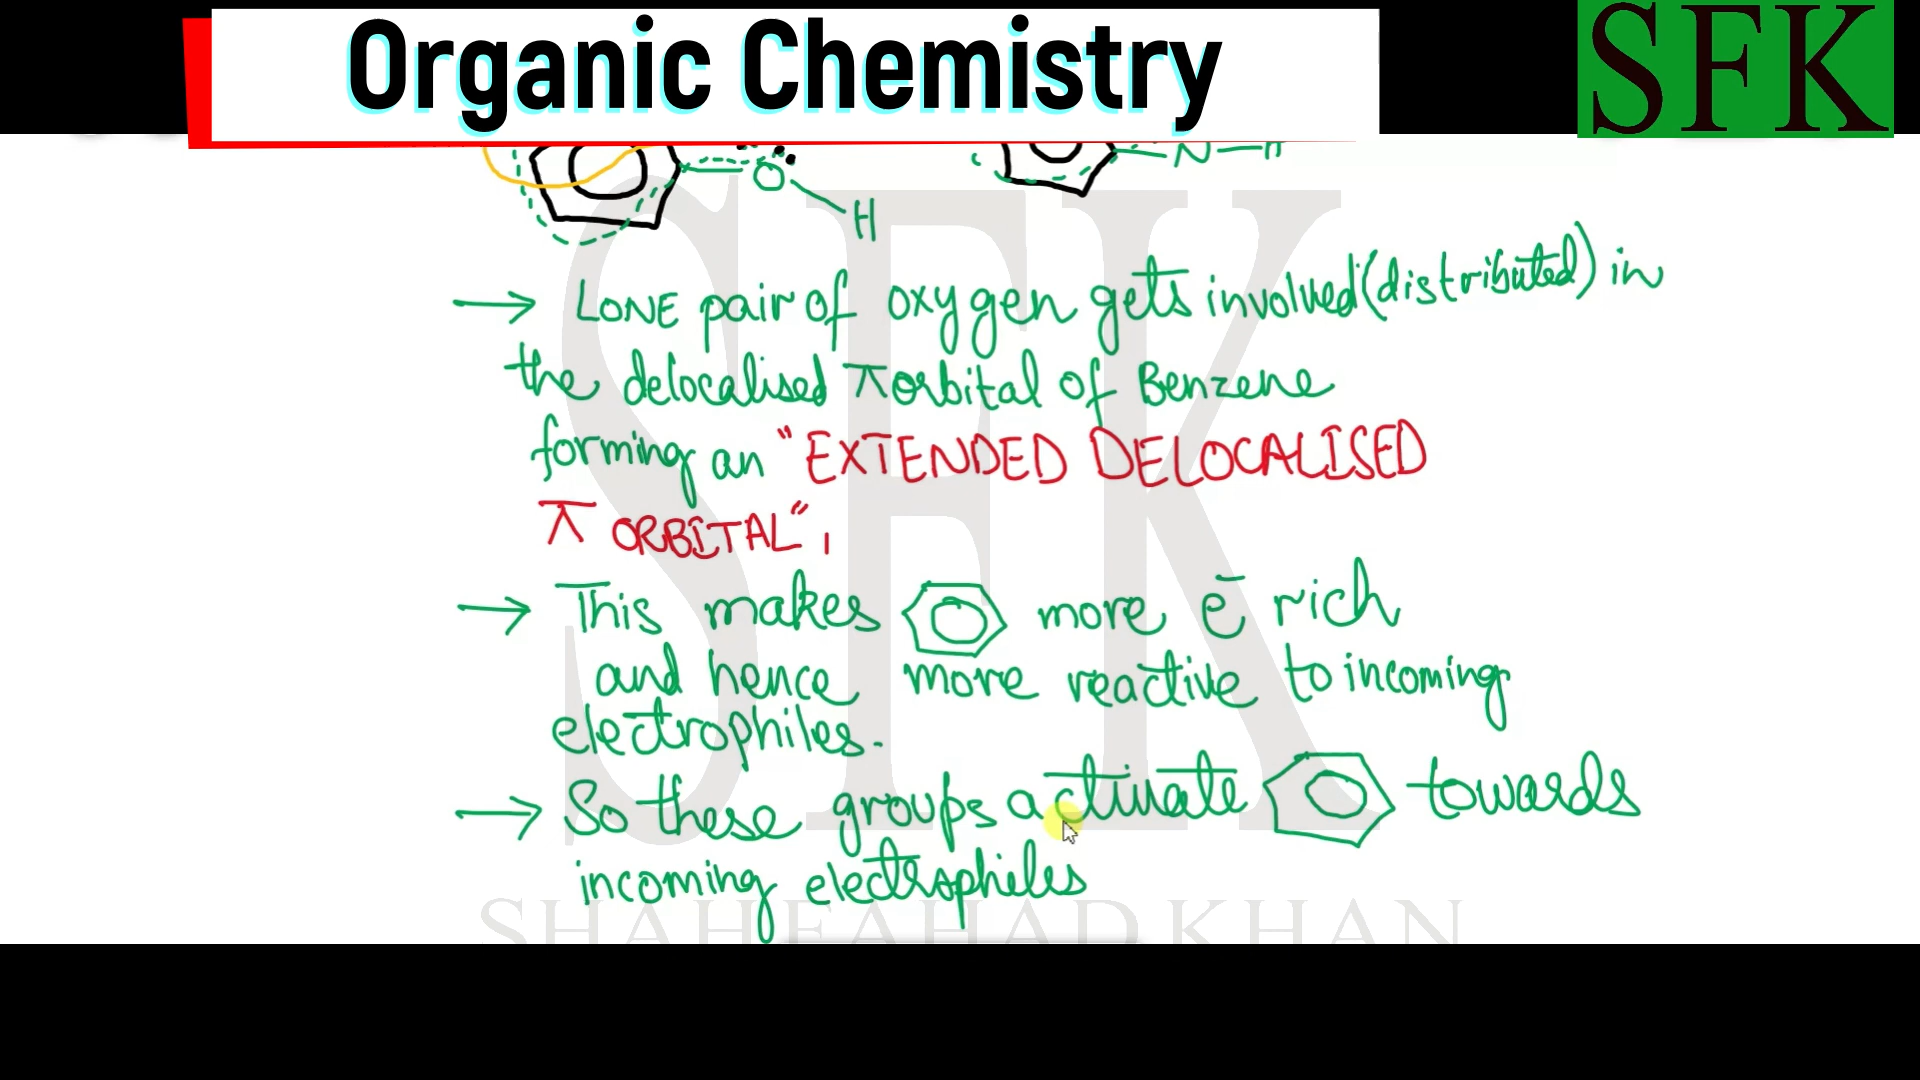 Organic Chemistry
SFK
O
N—H
H
→ LONE pair of oxygen gets involved (distributed) in
the delocalised π orbital of Benzene
forming an "EXTENDED DELOCALISED
π ORBITAL",
→ This makes more ē rich
and hence more reactive to incoming
electrophiles.
→ So these groups activate towards
incoming electrophiles
SFK
SHAHFAHAD KHAN